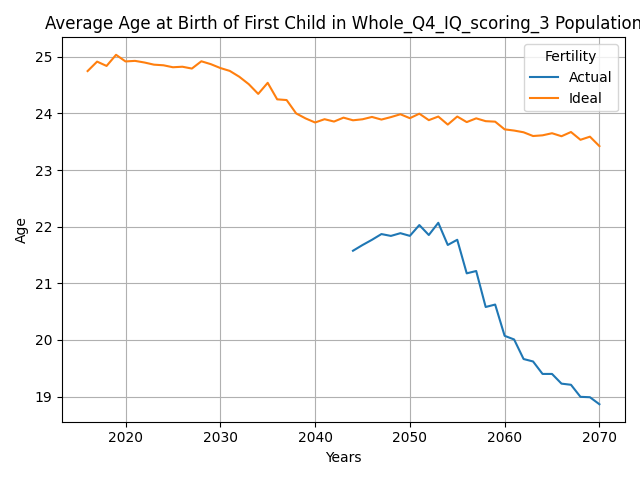 Average Age at Birth of First Child in Whole_Q4_IQ_scoring_3 Population
Fertility
Actual
Ideal
25
24
23
22
21
20
19
Age
2020
2030
2040
2050
2060
2070
Years